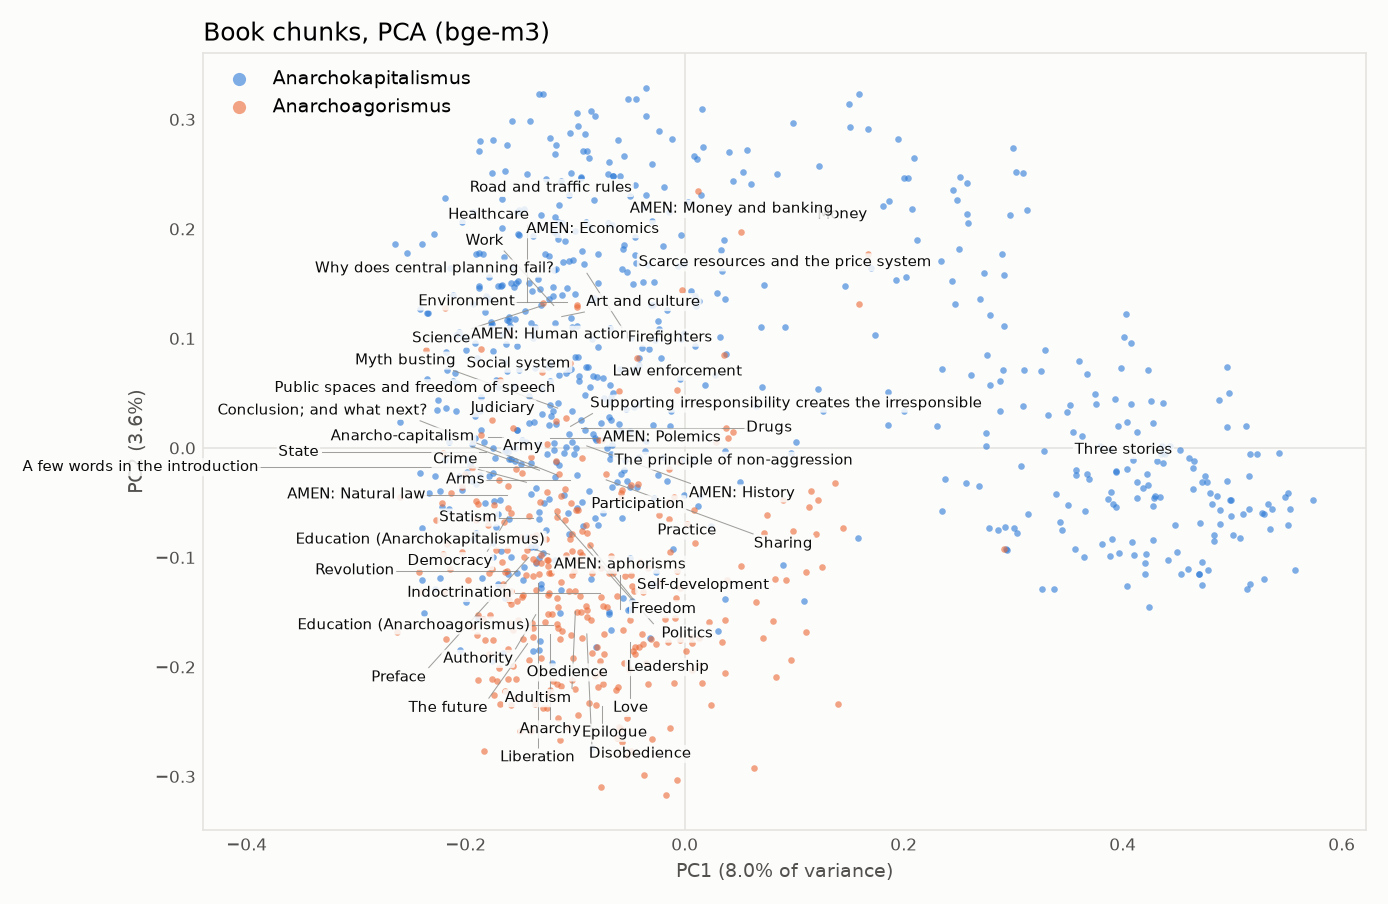 Book chunks, PCA (bge-m3)
Anarchokapitalismus
Anarchoagorismus
0.3
Road and traffic rules
AMEN: Money and banking
Money
Healthcare
0.2
AMEN: Economics
Work
Scarce resources and the price system
Why does central planning fail?
Environment
Art and culture
Science
AMEN: Human action
Firefighters
0.1
Myth busting
Social system
Law enforcement
Public spaces and freedom of speech
Supporting irresponsibility creates the irresponsible
Conclusion; and what next?
Judiciary
Drugs
Anarcho-capitalism
AMEN: Polemics
Army
0.0
Three stories
State
Crime
The principle of non-aggression
A few words in the introduction
Arms
AMEN: Natural law
AMEN: History
Participation
Statism
Practice
Education (Anarchokapitalismus)
Sharing
−0.1
Democracy
AMEN: aphorisms
Revolution
Self-development
Indoctrination
Freedom
Education (Anarchoagorismus)
Politics
Authority
−0.2
Leadership
Obedience
Preface
Adultism
The future
Love
Anarchy
Epilogue
Liberation
Disobedience
−0.3
PC2 (3.6%)
−0.4
−0.2
0.0
0.2
0.4
0.6
PC1 (8.0% of variance)